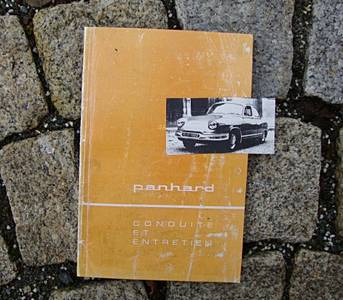 panhard
CONDUITE
ET
ENTRETIEN